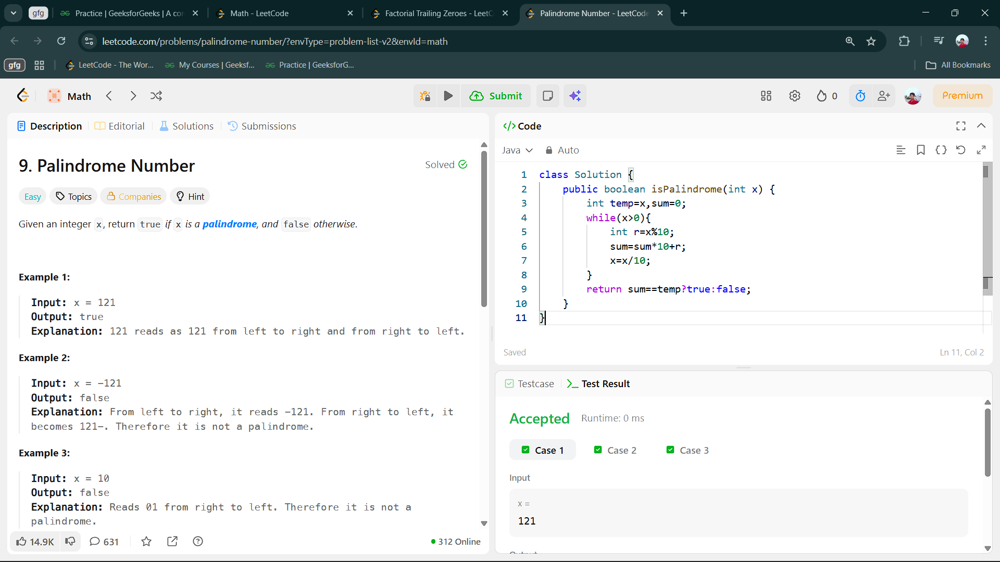 gfg
Practice | GeeksforGeeks | A co
Math - LeetCode
Factorial Trailing Zeroes - Leet
Palindrome Number - LeetCode
leetcode.com/problems/palindrome-number/?envType=problem-list-v2&envId=math
gfg
LeetCode - The Wor...
My Courses | Geeksf...
Practice | GeeksforG...
All Bookmarks
Math
Submit
0
Premium
Description
Editorial
Solutions
Submissions
9. Palindrome Number
Solved
Easy
Topics
Companies
Hint
Given an integer x, return true if x is a palindrome, and false otherwise.
Example 1:
Input: x = 121
Output: true
Explanation: 121 reads as 121 from left to right and from right to left.
Example 2:
Input: x = -121
Output: false
Explanation: From left to right, it reads -121. From right to left, it
becomes 121-. Therefore it is not a palindrome.
Example 3:
Input: x = 10
Output: false
Explanation: Reads 01 from right to left. Therefore it is not a
palindrome.
14.9K
631
312 Online
</> Code
Java
Auto
1 class Solution {
2 public boolean isPalindrome(int x) {
3 int temp=x,sum=0;
4 while(x>0){
5 int r=x%10;
6 sum=sum*10+r;
7 x=x/10;
8 }
9 return sum==temp?true:false;
10 }
11 }
Saved
Ln 11, Col 2
Testcase
Test Result
Accepted
Runtime: 0 ms
Case 1
Case 2
Case 3
Input
x =
121